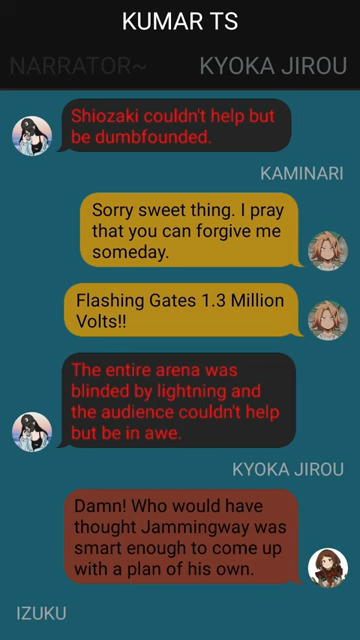 KUMAR TS
NARRATOR~ KYOKA JIROU
Shiozaki couldn't help but
be dumbfounded.
KAMINARI
Sorry sweet thing. I pray
that you can forgive me
someday.
Flashing Gates 1.3 Million
Volts!!
The entire arena was
blinded by lightning and
the audience couldn't help
but be in awe.
KYOKA JIROU
Damn! Who would have
thought Jammingway was
smart enough to come up
with a plan of his own.
IZUKU